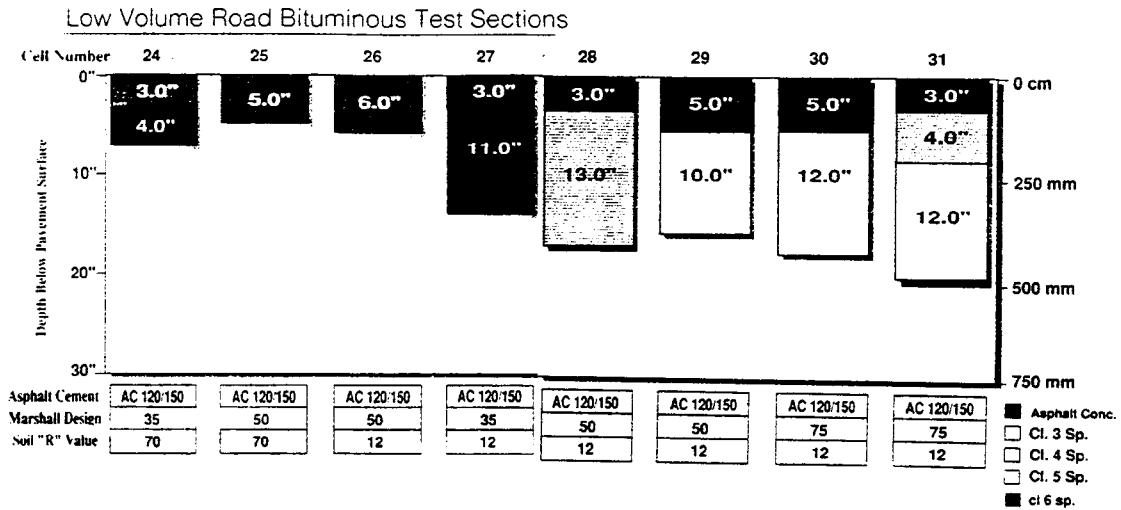 Low Volume Road Bituminous Test Sections
Cell Number 24 25 26 27 28 29 30 31
0" 3.0" 5.0" 6.0" 3.0" 3.0" 5.0" 5.0" 3.0" 0 cm
4.0" 11.0" 4.0"
10" 13.0" 10.0" 12.0" 250 mm
12.0"
20" 500 mm
30" 750 mm
Depth Below Pavement Surface
Asphalt Cement AC 120/150 AC 120/150 AC 120/150 AC 120/150 AC 120/150 AC 120/150 AC 120/150 AC 120/150
Marshall Design 35 50 50 35 50 50 75 75
Soil "R" Value 70 70 12 12 12 12 12 12
Asphalt Conc.
Cl. 3 Sp.
Cl. 4 Sp.
Cl. 5 Sp.
cl 6 sp.